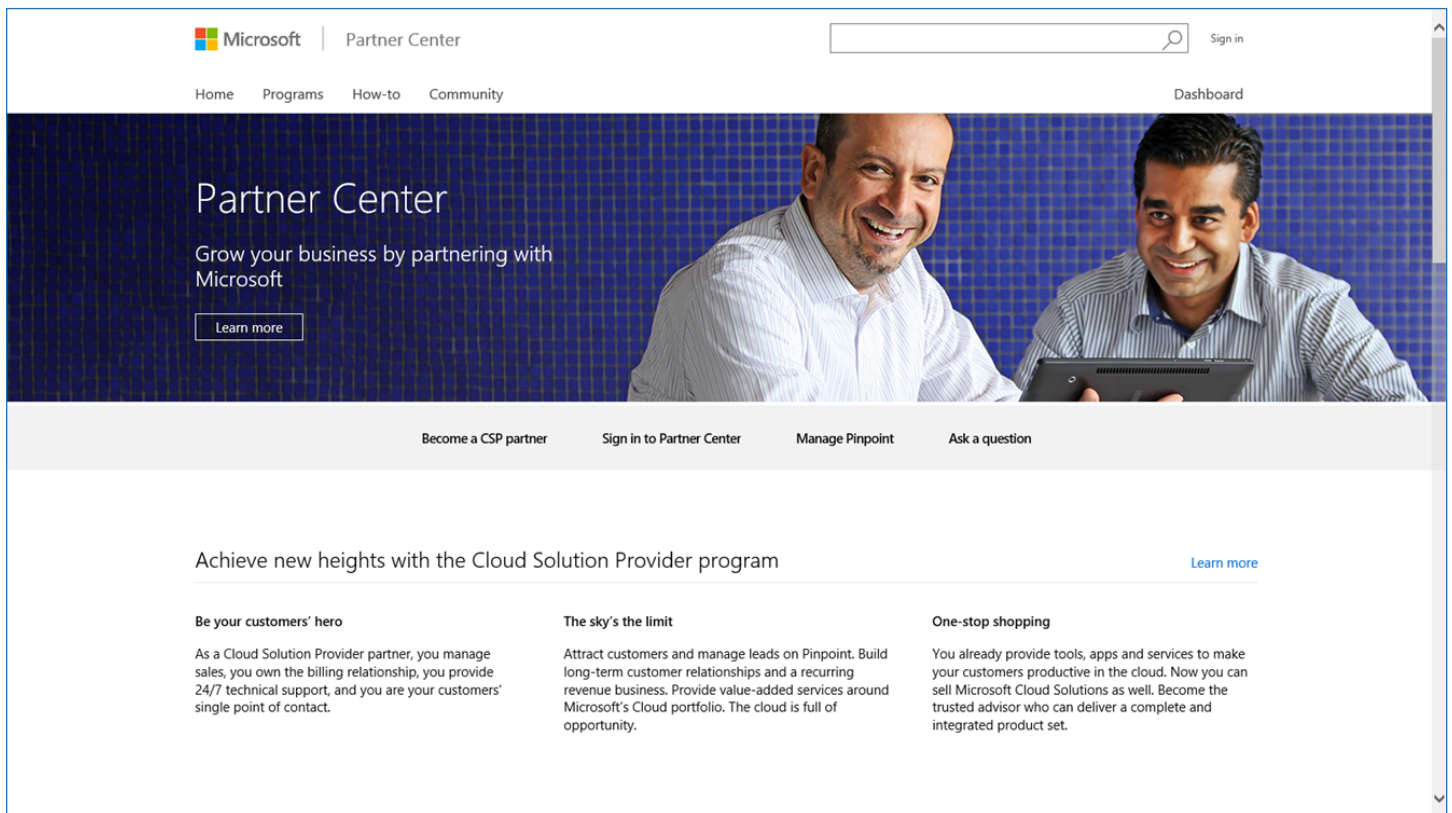 Microsoft | Partner Center
Sign in
Home Programs How-to Community Dashboard
Partner Center
Grow your business by partnering with
Microsoft
Learn more
Become a CSP partner Sign in to Partner Center Manage Pinpoint Ask a question
Achieve new heights with the Cloud Solution Provider program Learn more
Be your customers' hero
As a Cloud Solution Provider partner, you manage
sales, you own the billing relationship, you provide
24/7 technical support, and you are your customers'
single point of contact.
The sky's the limit
Attract customers and manage leads on Pinpoint. Build
long-term customer relationships and a recurring
revenue business. Provide value-added services around
Microsoft's Cloud portfolio. The cloud is full of
opportunity.
One-stop shopping
You already provide tools, apps and services to make
your customers productive in the cloud. Now you can
sell Microsoft Cloud Solutions as well. Become the
trusted advisor who can deliver a complete and
integrated product set.